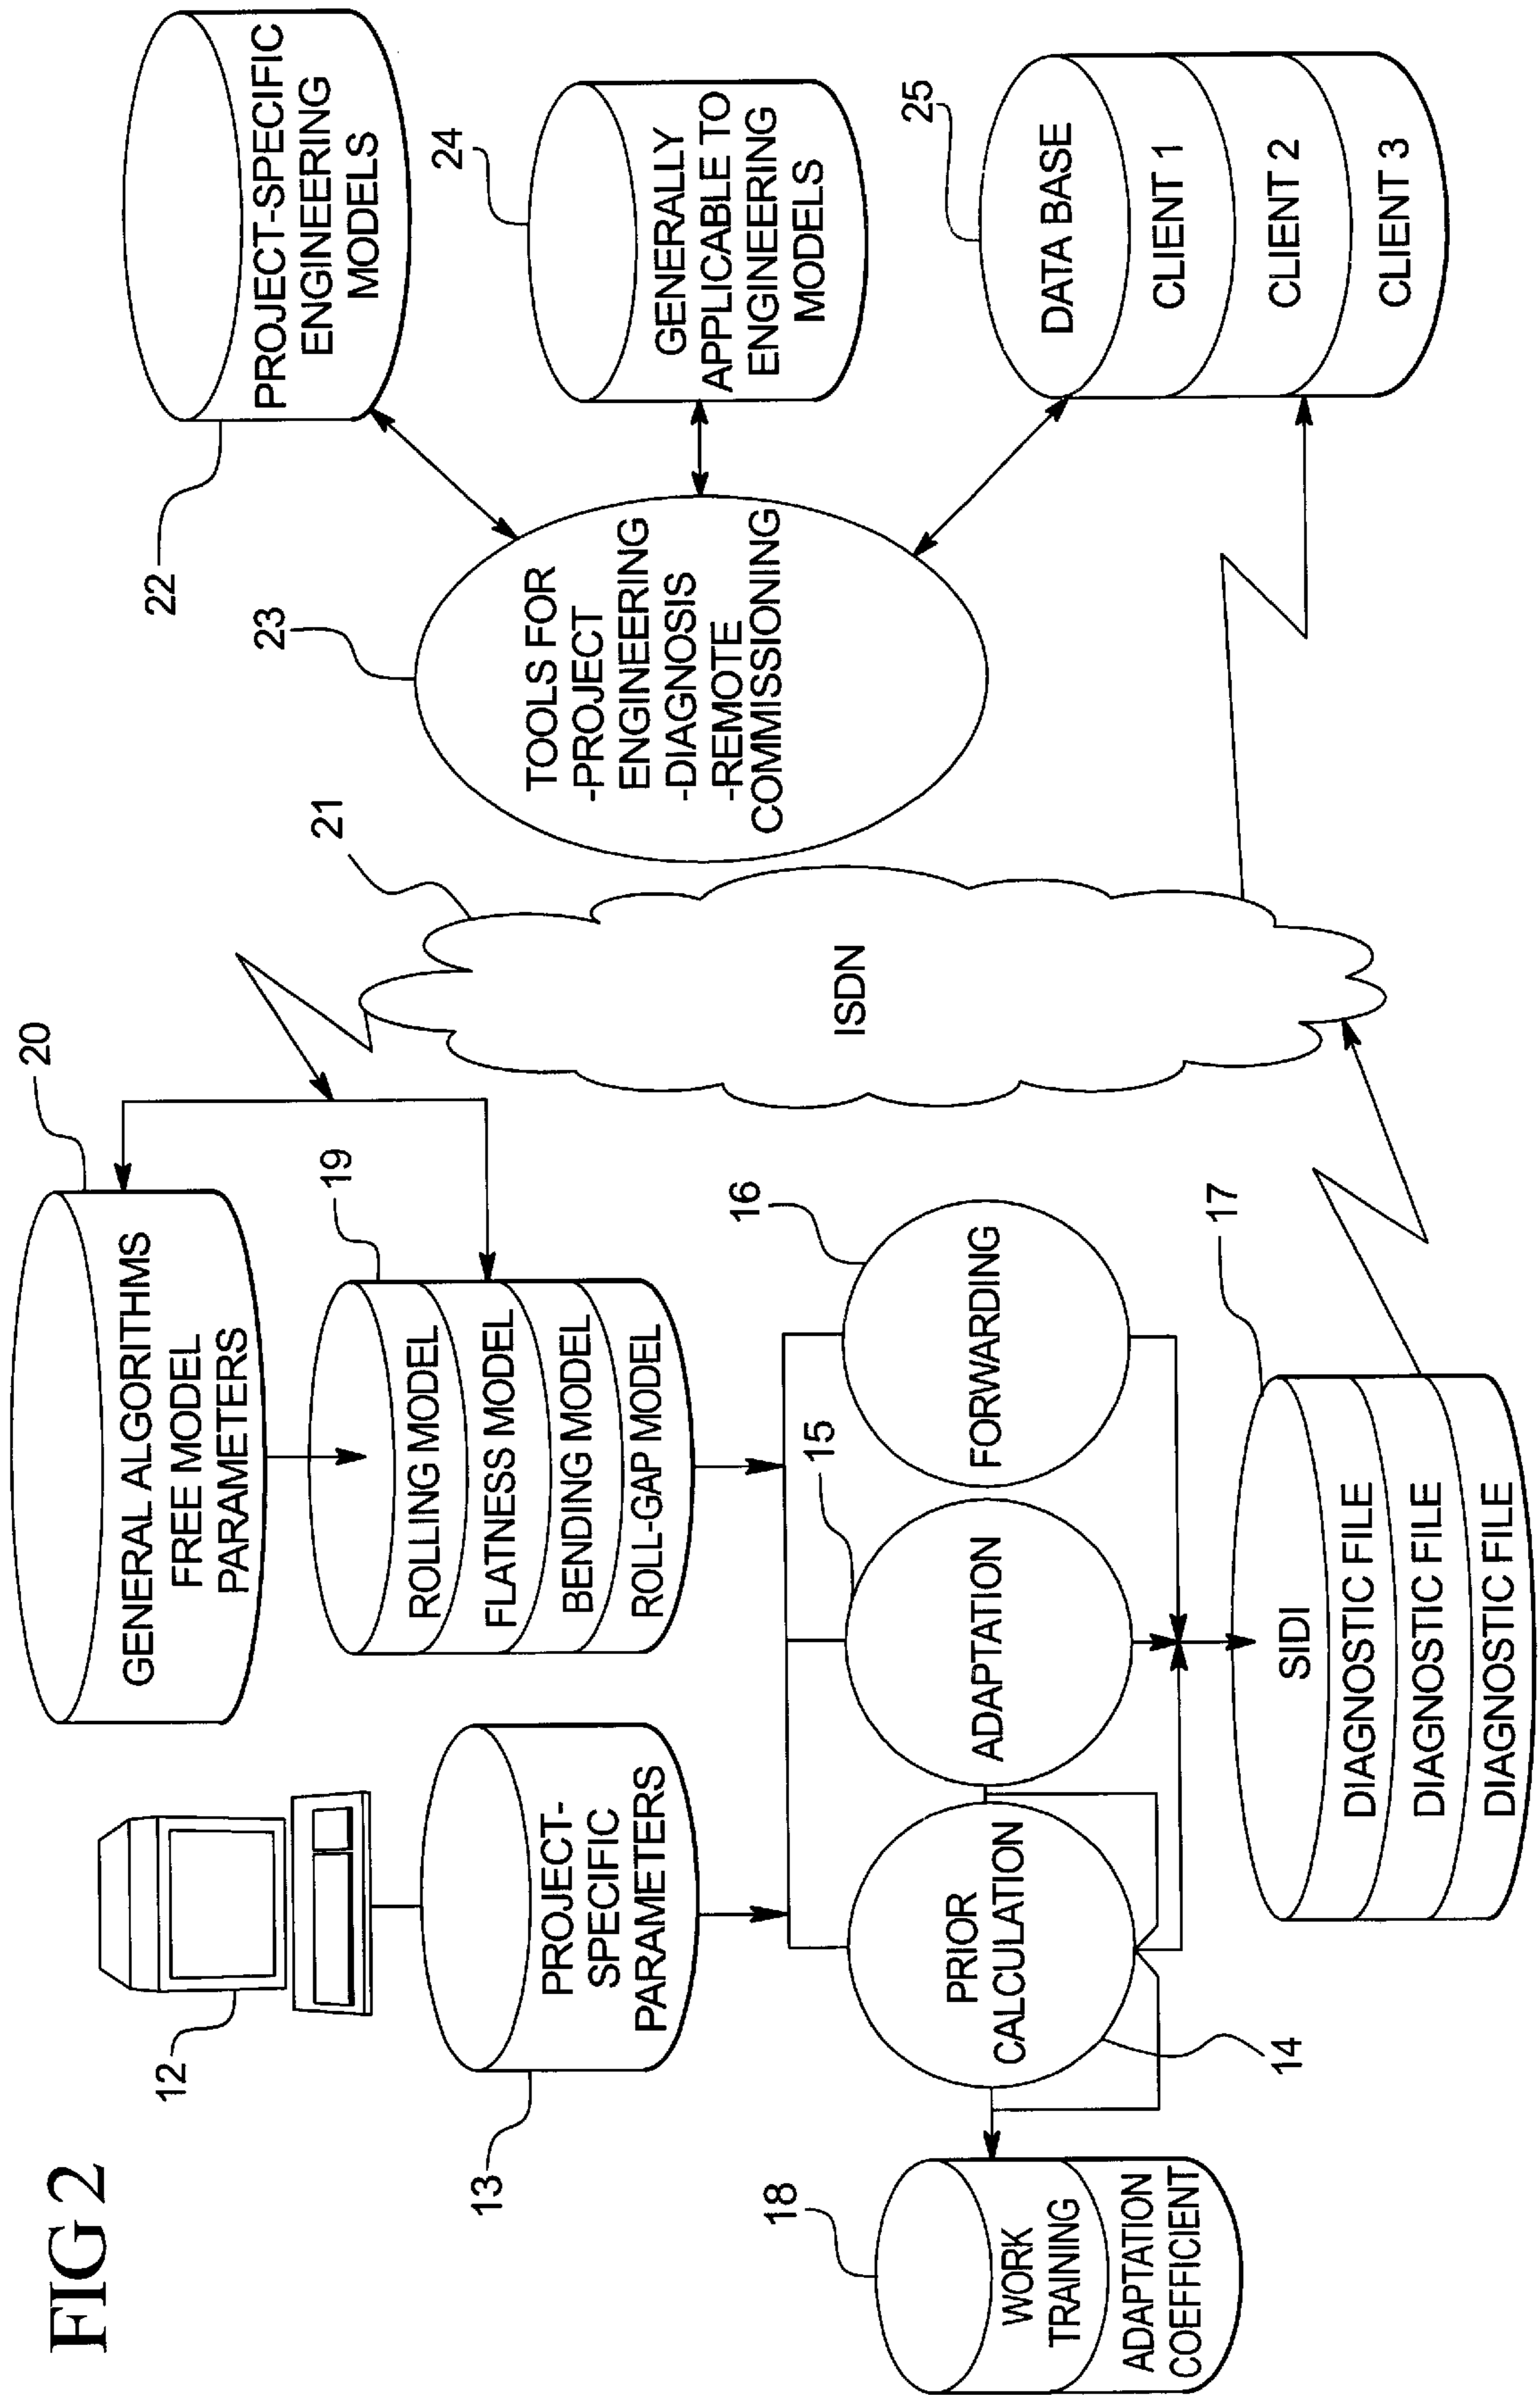 FIG 2
12
13
PROJECT-
SPECIFIC
PARAMETERS
20
GENERAL ALGORITHMS
FREE MODEL
PARAMETERS
19
ROLLING MODEL
FLATNESS MODEL
BENDING MODEL
ROLL-GAP MODEL
18
WORK
TRAINING
ADAPTATION
COEFFICIENT
14
PRIOR
CALCULATION
15
ADAPTATION
16
FORWARDING
17
SIDI
DIAGNOSTIC FILE
DIAGNOSTIC FILE
DIAGNOSTIC FILE
21
ISDN
23
TOOLS FOR
-PROJECT
ENGINEERING
-DIAGNOSIS
-REMOTE
COMMISSIONING
22
PROJECT-SPECIFIC
ENGINEERING
MODELS
24
GENERALLY
APPLICABLE TO
ENGINEERING
MODELS
25
DATA BASE
CLIENT 1
CLIENT 2
CLIENT 3